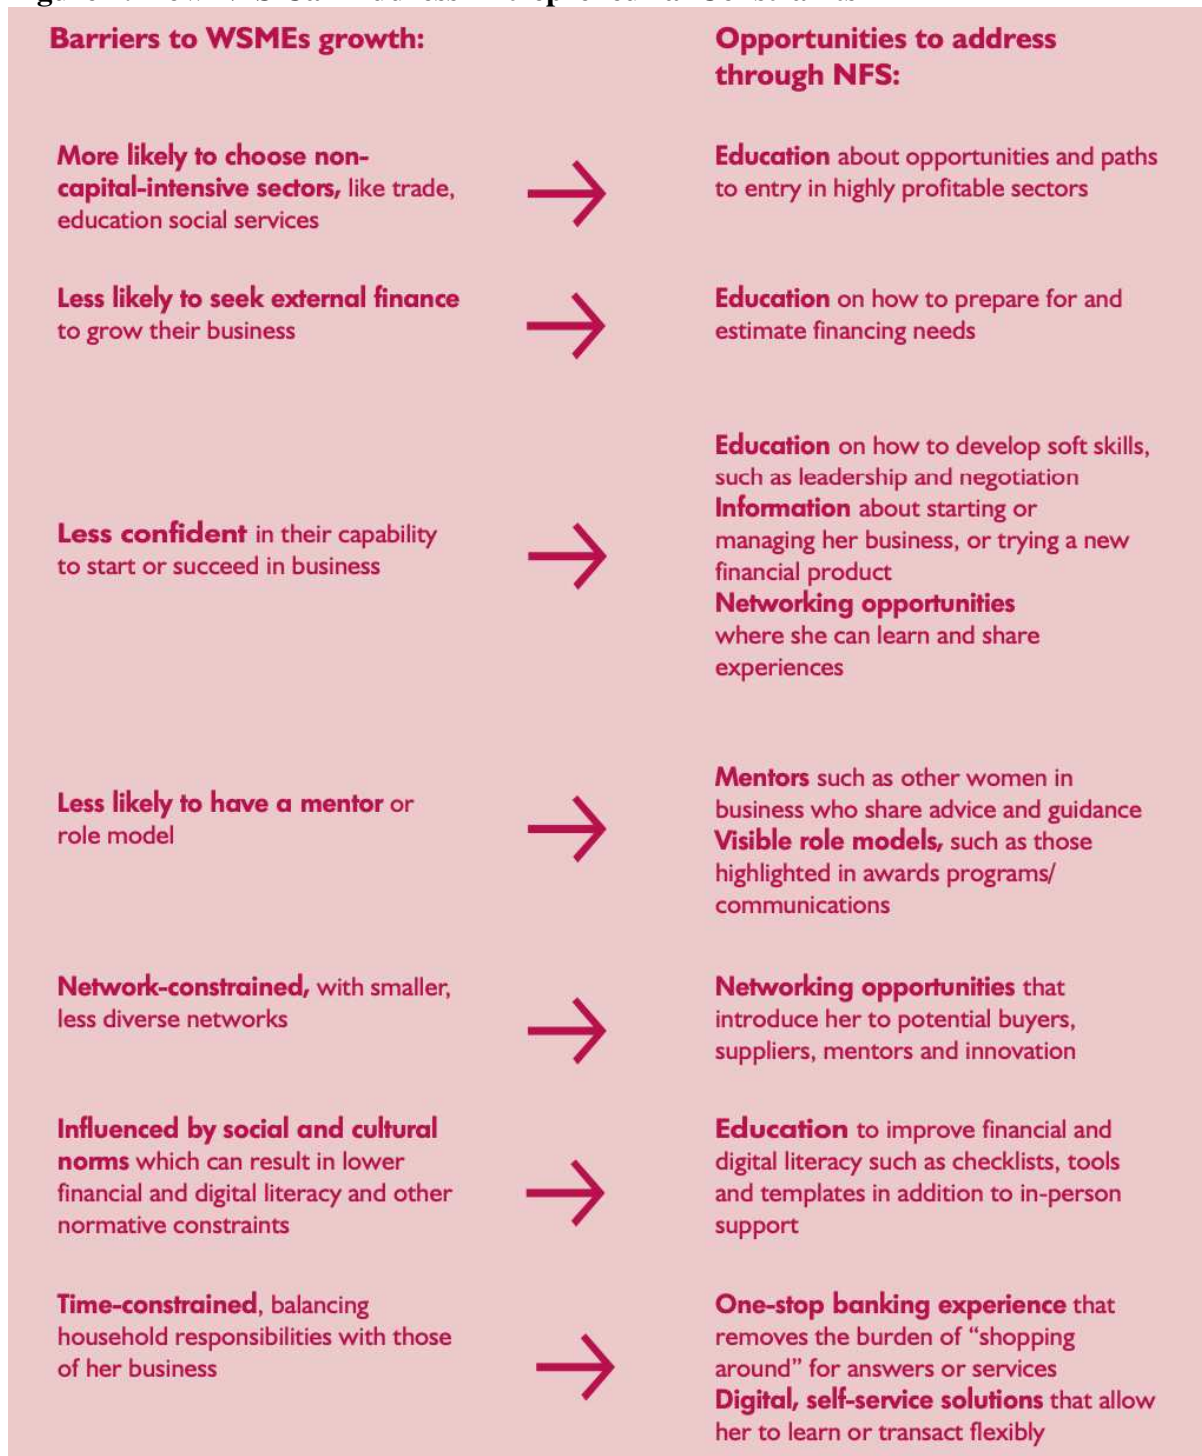 Barriers to WSMEs growth:
Opportunities to address
through NFS:
More likely to choose non-
capital-intensive sectors, like trade,
education social services
Education about opportunities and paths
to entry in highly profitable sectors
Less likely to seek external finance
to grow their business
Education on how to prepare for and
estimate financing needs
Less confident in their capability
to start or succeed in business
Education on how to develop soft skills,
such as leadership and negotiation
Information about starting or
managing her business, or trying a new
financial product
Networking opportunities
where she can learn and share
experiences
Less likely to have a mentor or
role model
Mentors such as other women in
business who share advice and guidance
Visible role models, such as those
highlighted in awards programs/
communications
Network-constrained, with smaller,
less diverse networks
Networking opportunities that
introduce her to potential buyers,
suppliers, mentors and innovation
Influenced by social and cultural
norms which can result in lower
financial and digital literacy and other
normative constraints
Education to improve financial and
digital literacy such as checklists, tools
and templates in addition to in-person
support
Time-constrained, balancing
household responsibilities with those
of her business
One-stop banking experience that
removes the burden of “shopping
around” for answers or services
Digital, self-service solutions that allow
her to learn or transact flexibly